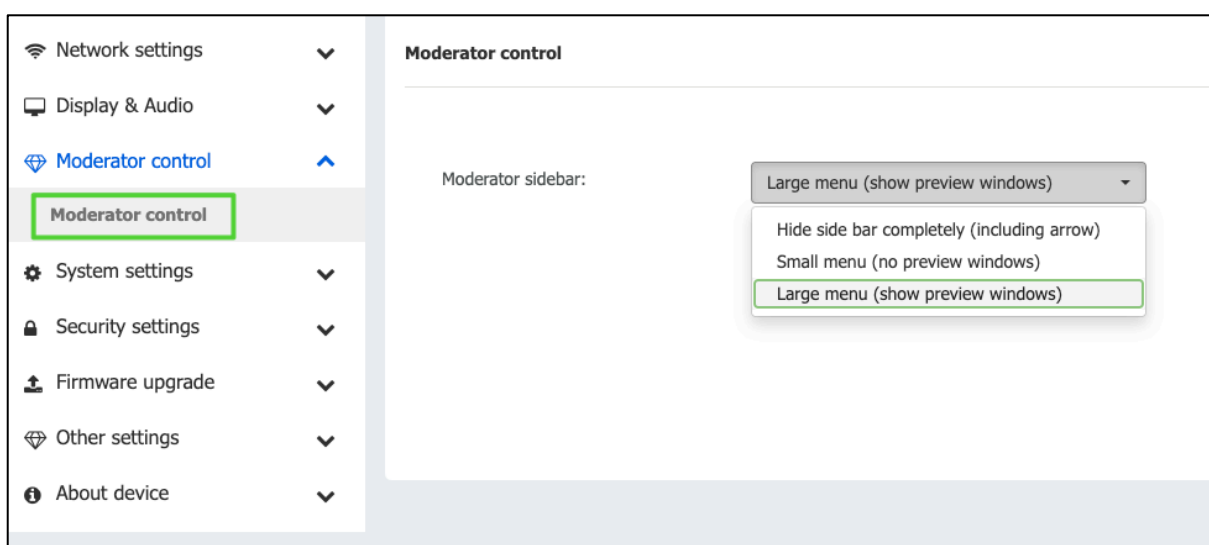 Network settings
Display & Audio
Moderator control
Moderator control
System settings
Security settings
Firmware upgrade
Other settings
About device
Moderator control
Moderator sidebar:
Large menu (show preview windows)
Hide side bar completely (including arrow)
Small menu (no preview windows)
Large menu (show preview windows)